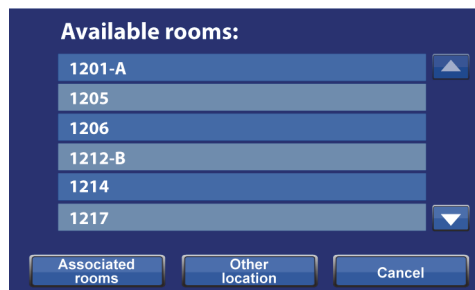 Available rooms:
1201-A
1205
1206
1212-B
1214
1217
Associated
rooms
Other
location
Cancel